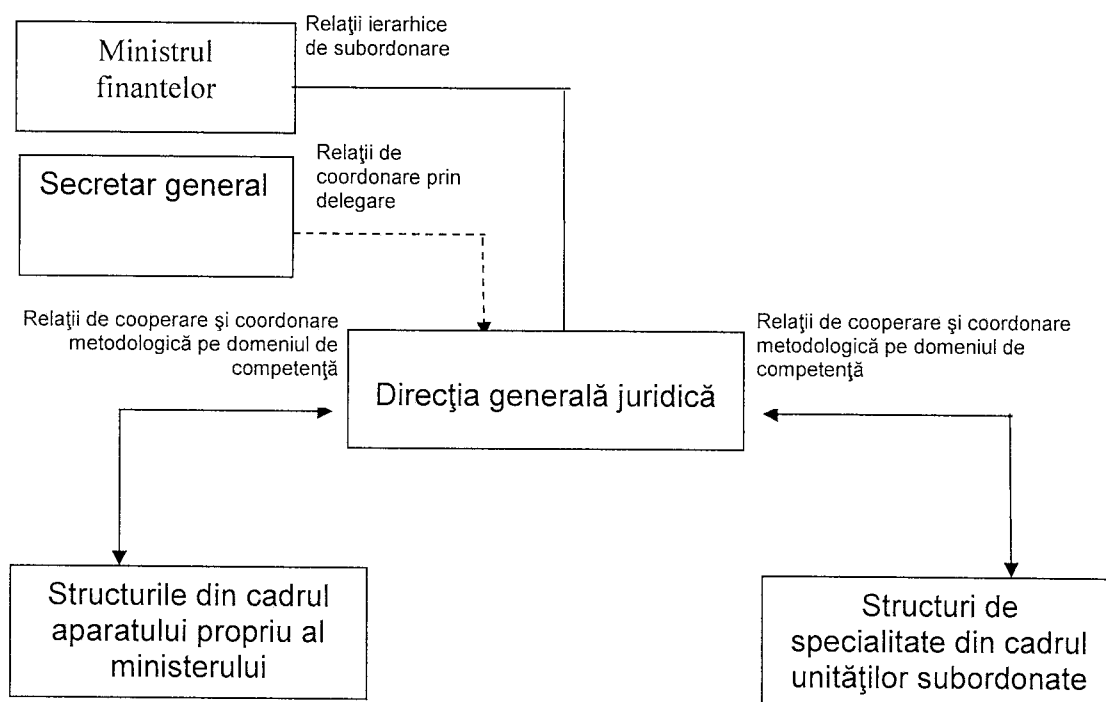 Ministrul
finantelor
Relaţii ierarhice
de subordonare
Secretar general
Relaţii de
coordonare prin
delegare
Relaţii de cooperare şi coordonare
metodologică pe domeniul de
competenţă
Direcţia generală juridică
Relaţii de cooperare şi coordonare
metodologică pe domeniul de
competenţă
Structurile din cadrul
aparatului propriu al
ministerului
Structuri de
specialitate din cadrul
unităţilor subordonate